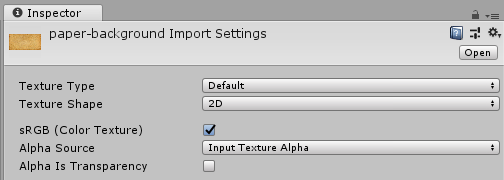 Inspector
paper-background Import Settings
Open
Texture Type Default
Texture Shape 2D
sRGB (Color Texture)
Alpha Source Input Texture Alpha
Alpha Is Transparency